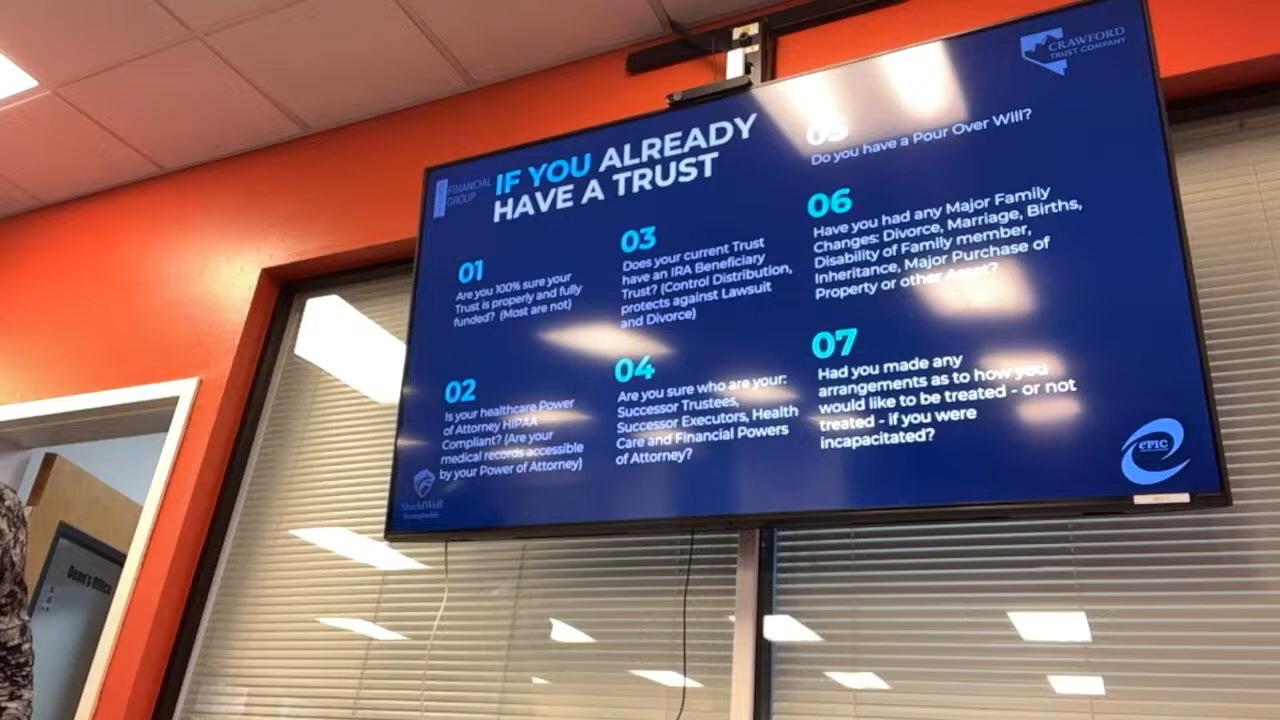 CRAWFORD
TRUST COMPANY
FINANCIAL
GROUP
IF YOU ALREADY
HAVE A TRUST
01
Are you 100% sure your
Trust is properly and fully
funded? (Most are not)
02
Is your healthcare Power
of Attorney HIPAA
Compliant? (Are your
medical records accessible
by your Power of Attorney)
03
Does your current Trust
have an IRA Beneficiary
Trust? (Control Distribution,
protects against Lawsuit
and Divorce)
04
Are you sure who are your:
Successor Trustees,
Successor Executors, Health
Care and Financial Powers
of Attorney?
05
Do you have a Pour Over Will?
06
Have you had any Major Family
Changes: Divorce, Marriage, Births,
Disability of Family member,
Inheritance, Major Purchase of
Property or other Asset?
07
Had you made any
arrangements as to how you
would like to be treated - or not
treated - if you were
incapacitated?
ShieldWolf
Strongholds
ePIC
Dean's Office